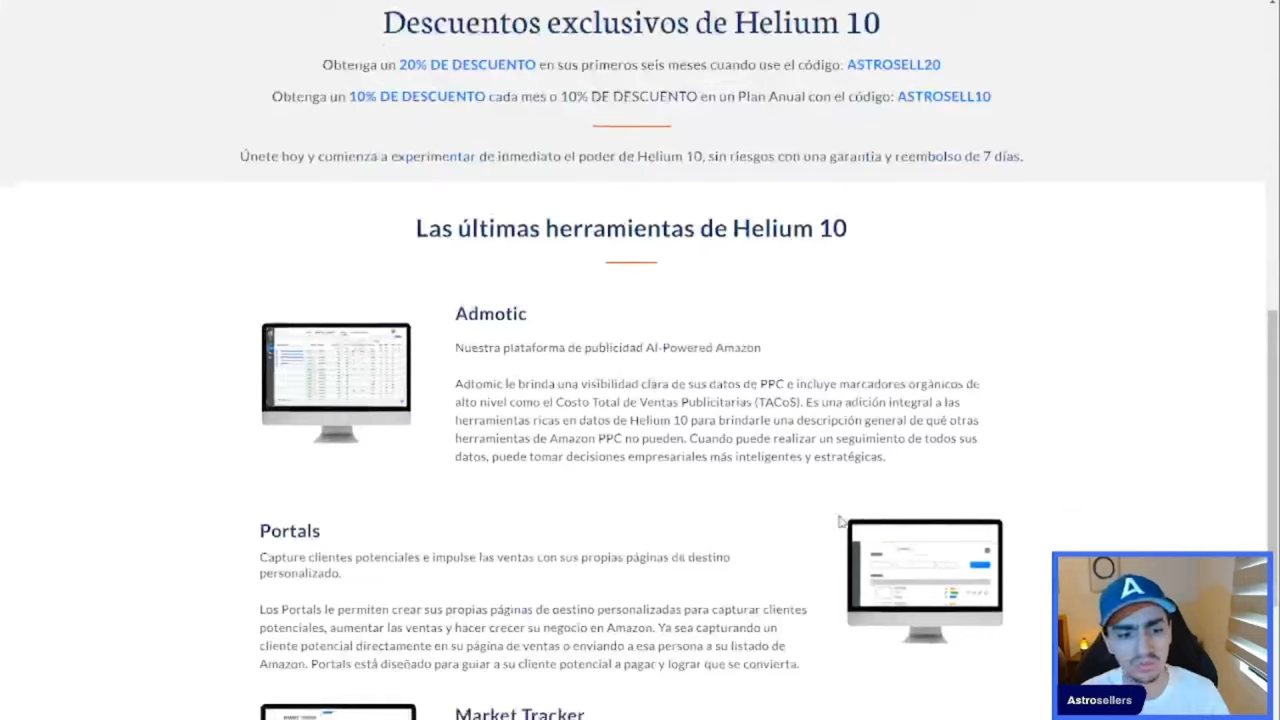 Descuentos exclusivos de Helium 10
Obtenga un 20% DE DESCUENTO en sus primeros seis meses cuando use el código: ASTROSELL20
Obtenga un 10% DE DESCUENTO cada mes o 10% DE DESCUENTO en un Plan Anual con el código: ASTROSELL10
Únete hoy y comienza a experimentar de inmediato el poder de Helium 10, sin riesgos con una garantía y reembolso de 7 días.
Las últimas herramientas de Helium 10
Admotic
Nuestra plataforma de publicidad AI-Powered Amazon
Adtomic le brinda una visibilidad clara de sus datos de PPC e incluye marcadores orgánicos de
alto nivel como el Costo Total de Ventas Publicitarias (TACoS). Es una adición integral a las
herramientas ricas en datos de Helium 10 para brindarle una descripción general de qué otras
herramientas de Amazon PPC no pueden. Cuando puede realizar un seguimiento de todos sus
datos, puede tomar decisiones empresariales más inteligentes y estratégicas.
Portals
Capture clientes potenciales e impulse las ventas con sus propias páginas de destino
personalizado.
Los Portals le permiten crear sus propias páginas de destino personalizadas para capturar clientes
potenciales, aumentar las ventas y hacer crecer su negocio en Amazon. Ya sea capturando un
cliente potencial directamente en su página de ventas o enviando a esa persona a su listado de
Amazon. Portals está diseñado para guiar a su cliente potencial a pagar y lograr que se convierta.
Market Tracker
A
Astrosellers